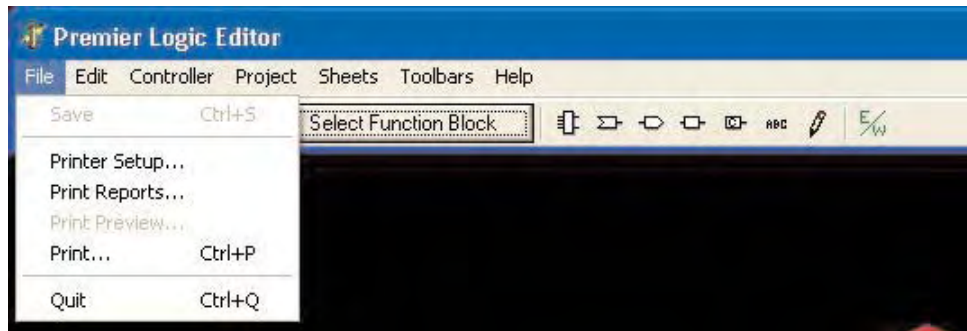 Premier Logic Editor
File Edit Controller Project Sheets Toolbars Help
Save Ctrl+S
Select Function Block ABC E/W
Printer Setup...
Print Reports...
Print Preview...
Print... Ctrl+P
Quit Ctrl+Q